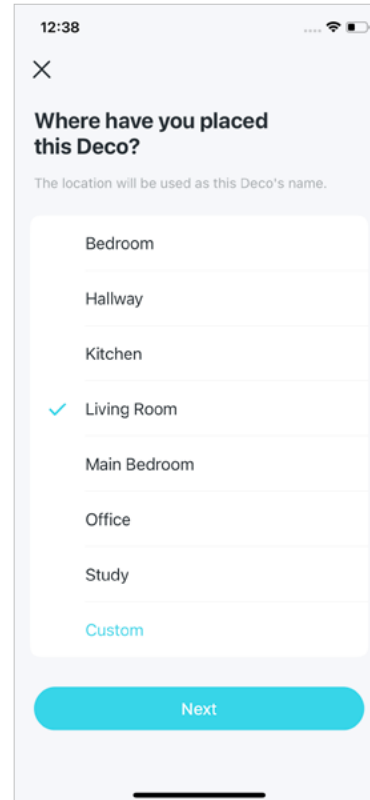 12:38
Where have you placed
this Deco?
The location will be used as this Deco's name.
Bedroom
Hallway
Kitchen
Living Room
Main Bedroom
Office
Study
Custom
Next